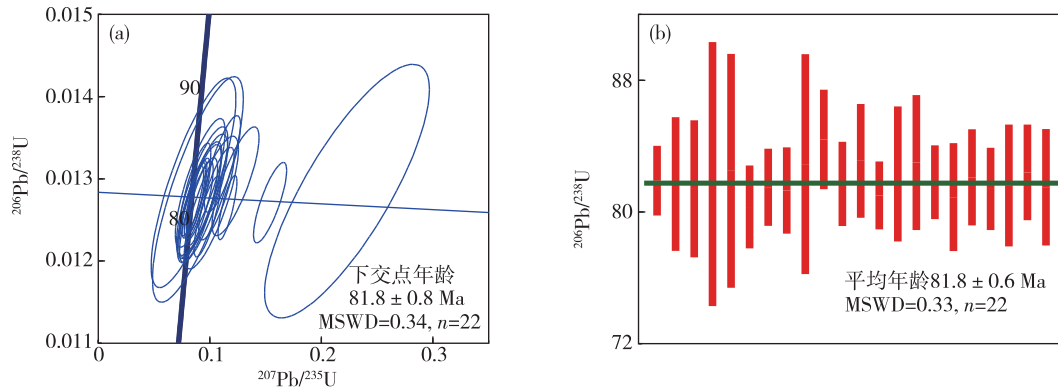 0.015
(a)
90
0.014
0.013
80
0.012
0.011
下交点年龄
81.8 ± 0.8 Ma
MSWD=0.34, n=22
0
0.1
0.2
0.3
²⁰⁷Pb/²³⁵U
²⁰⁶Pb/²³⁸U
(b)
88
80
72
²⁰⁶Pb/²³⁸U
平均年龄81.8 ± 0.6 Ma
MSWD=0.33, n=22